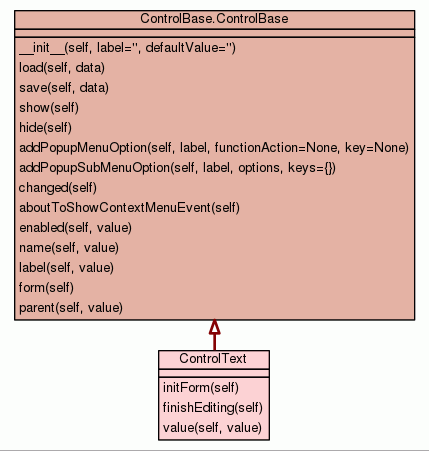 ControlBase.ControlBase
__init__(self, label='', defaultValue='')
load(self, data)
save(self, data)
show(self)
hide(self)
addPopupMenuOption(self, label, functionAction=None, key=None)
addPopupSubMenuOption(self, label, options, keys={})
changed(self)
aboutToShowContextMenuEvent(self)
enabled(self, value)
name(self, value)
label(self, value)
form(self)
parent(self, value)
ControlText
initForm(self)
finishEditing(self)
value(self, value)